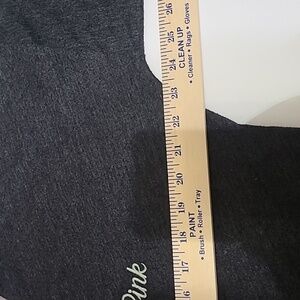 Pink
16 17 18 19 20 21 22 23 24 25 26
PAINT
• Brush • Roller • Tray
CLEAN UP
• Cleaner • Rags • Gloves